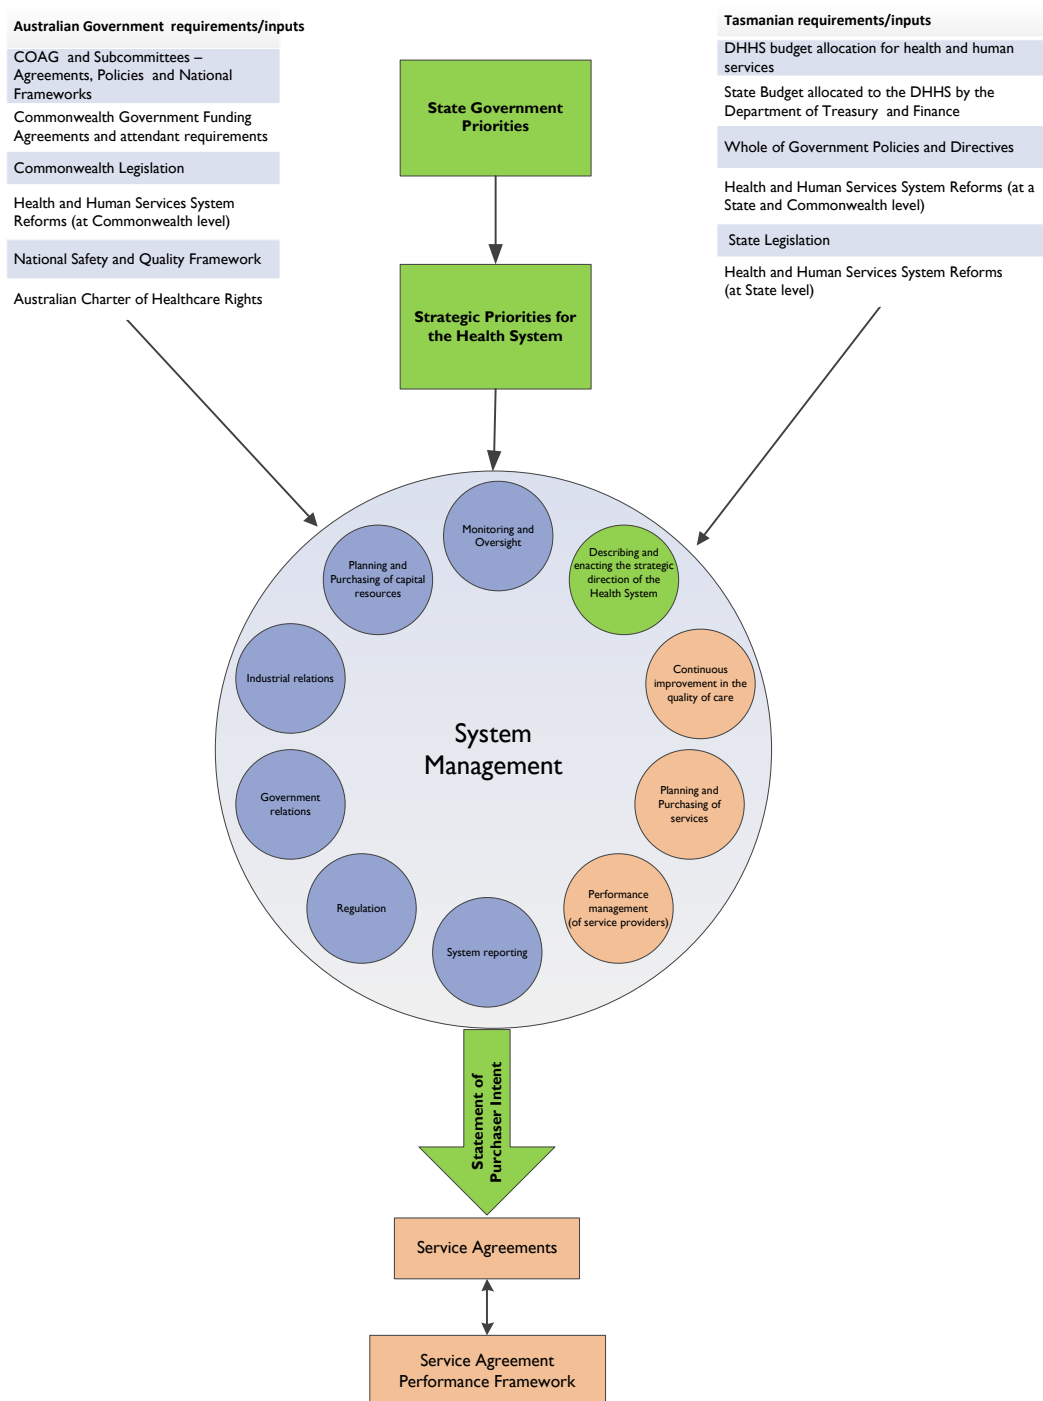 Australian Government requirements/inputs
COAG and Subcommittees –
Agreements, Policies and National
Frameworks
Commonwealth Government Funding
Agreements and attendant requirements
Commonwealth Legislation
Health and Human Services System
Reforms (at Commonwealth level)
National Safety and Quality Framework
Australian Charter of Healthcare Rights
State Government
Priorities
Strategic Priorities for
the Health System
Tasmanian requirements/inputs
DHHS budget allocation for health and human
services
State Budget allocated to the DHHS by the
Department of Treasury and Finance
Whole of Government Policies and Directives
Health and Human Services System Reforms (at a
State and Commonwealth level)
State Legislation
Health and Human Services System Reforms
(at State level)
Monitoring and
Oversight
Describing and
enacting the strategic
direction of the
Health System
Continuous
improvement in the
quality of care
Planning and
Purchasing of
services
Performance
management
(of service providers)
System reporting
Regulation
Government
relations
Industrial relations
Planning and
Purchasing of capital
resources
System
Management
Statement of
Purchaser Intent
Service Agreements
Service Agreement
Performance Framework